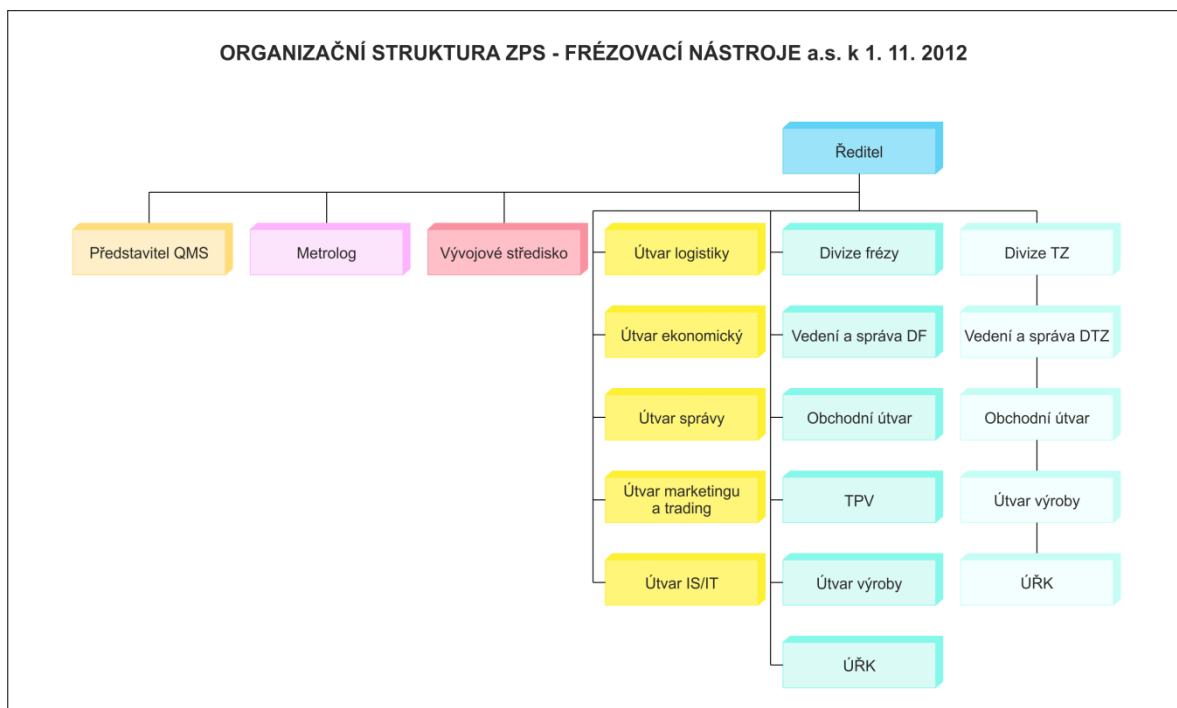 ORGANIZAČNÍ STRUKTURA ZPS - FRÉZOVACÍ NÁSTROJE a.s. k 1. 11. 2012
Ředitel
Představitel QMS
Metrolog
Vývojové středisko
Útvar logistiky
Divize frézy
Divize TZ
Útvar ekonomický
Vedení a správa DF
Vedení a správa DTZ
Útvar správy
Obchodní útvar
Obchodní útvar
Útvar marketingu
a trading
TPV
Útvar výroby
Útvar IS/IT
Útvar výroby
ÚŘK
ÚŘK